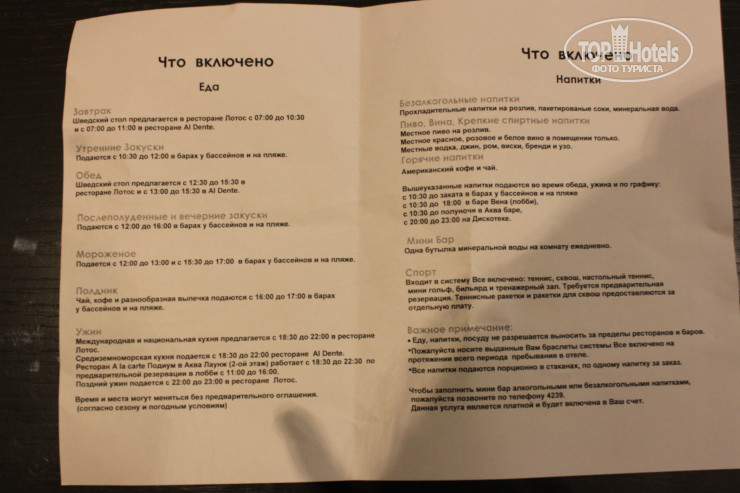 Что включено
Еда
Завтрак
Шведский стол предлагается в ресторане Лотос с 07:00 до 10:30
и с 07:00 до 11:00 в ресторане Al Dente.
Утренние Закуски
Подаются с 10:30 до 12:00 в барах у бассейнов и на пляже.
Обед
Шведский стол предлагается с 12:30 до 15:30 в
ресторане Лотос и с 13:00 до 15:30 в Al Dente.
Послеполуденные и вечерние закуски
Подаются с 12:00 до 16:00 в барах у бассейнов и на пляже.
Мороженое
Подается с 12:00 до 13:00 и с 15:30 до 17:00 в барах у бассейнов и на пляже.
Полдник
Чай, кофе и разнообразная выпечка подаются с 16:00 до 17:00 в барах
у бассейнов и на пляже.
Ужин
Международная и национальная кухня предлагается с 18:30 до 22:00 в ресторане
Лотос.
Средиземноморская кухня подается с 18:30 до 22:00 ресторане Al Dente.
Ресторан A la carte Подиум в Аква Лаунж (2-ой этаж) работает с 18:30 до 22:30 по
предварительной резервации в лобби с 11:00 до 16:00.
Поздний ужин подается с 22:00 до 23:00 в ресторане Лотос.
Время и места могут меняться без предварительного оглашения.
(согласно сезону и погодным условиям)
Что включено
Напитки
Безалкогольные напитки
Прохладительные напитки на розлив, пакетированые соки, минеральная вода.
Пиво, Вина, Крепкие спиртные напитки
Местное пиво на розлив.
Местное красное, розовое и белое вино в помещении только.
Местные водка, джин, ром, виски, бренди и узо.
Горячие напитки
Американский кофе и чай.
Вышеуказанные напитки подаются во время обеда, ужина и по графику:
с 10:30 до заката в барах у бассейнов и на пляже
с 10:30 до 18:00 в баре Вена (лобби),
с 10:30 до полуночи в Аква баре,
с 20:00 до 23:00 на Дискотеке.
Мини Бар
Одна бутылка минеральной воды на комнату ежедневно.
Спорт
Входит в систему Все включено: теннис, сквош, настольный теннис,
мини гольф, бильярд и тренажерный зал. Требуется предварительная
резервация. Теннисные ракетки и ракетки для сквош предоставляются за
отдельную плату.
Важное примечание:
• Еду, напитки, посуду не разрешается выносить за пределы ресторанов и баров.
•Пожалуйста носите выданные Вам браслеты системы Все включено на
протяжении всего периода пребывания в отеле.
•Все напитки подаются порционно в стаканах, по одному напитку за заказ.
Чтобы заполнить мини бар алкогольными или безалкогольными напитками,
пожалуйста позвоните по телефону 4239.
Данная услуга является платной и будет включена в Ваш счет.
TOP Hotels
ФОТО ТУРИСТА